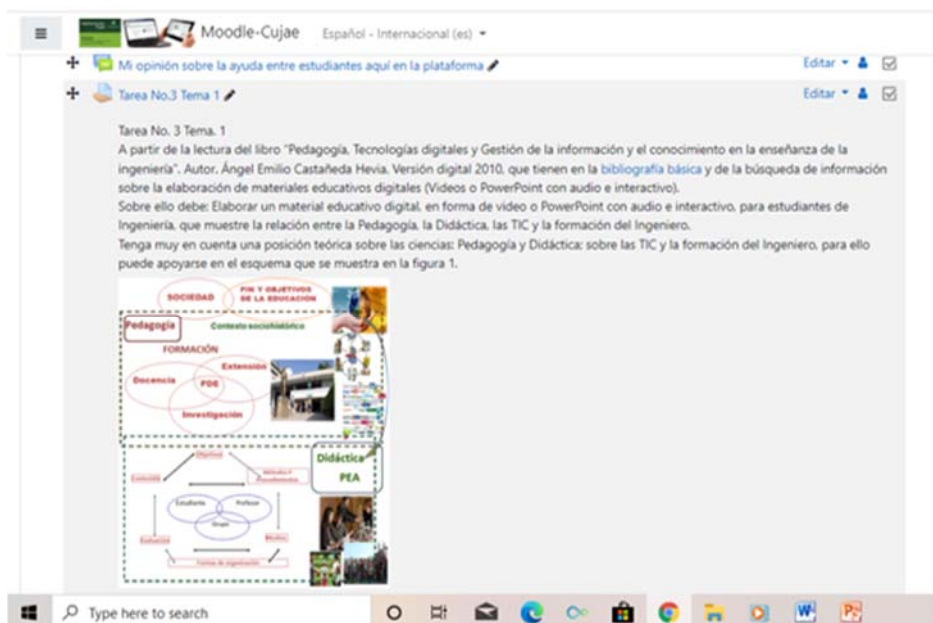 Moodle-Cujae Español - Internacional (es)
Mi opinión sobre la ayuda entre estudiantes aquí en la plataforma Editar
Tarea No.3 Tema 1 Editar
Tarea No. 3 Tema. 1
A partir de la lectura del libro "Pedagogía, Tecnologías digitales y Gestión de la información y el conocimiento en la enseñanza de la
ingeniería". Autor. Ángel Emilio Castañeda Hevia. Versión digital 2010, que tienen en la bibliografía básica y de la búsqueda de información
sobre la elaboración de materiales educativos digitales (Videos o PowerPoint con audio e interactivo).
Sobre ello debe: Elaborar un material educativo digital, en forma de video o PowerPoint con audio e interactivo, para estudiantes de
Ingeniería, que muestre la relación entre la Pedagogía, la Didáctica, las TIC y la formación del Ingeniero.
Tenga muy en cuenta una posición teórica sobre las ciencias: Pedagogía y Didáctica: sobre las TIC y la formación del Ingeniero, para ello
puede apoyarse en el esquema que se muestra en la figura 1.
SOCIEDAD
FIN Y OBJETIVOS
DE LA EDUCACIÓN
Pedagogía
Contexto sociohistórico
FORMACIÓN
Extensión
Docencia
PDE
Investigación
Didáctica
PEA
Objetivos
Contenido
Métodos y
Procedimientos
Estudiante
Profesor
Grupo
Evaluación
Medios
Formas de organización
Type here to search